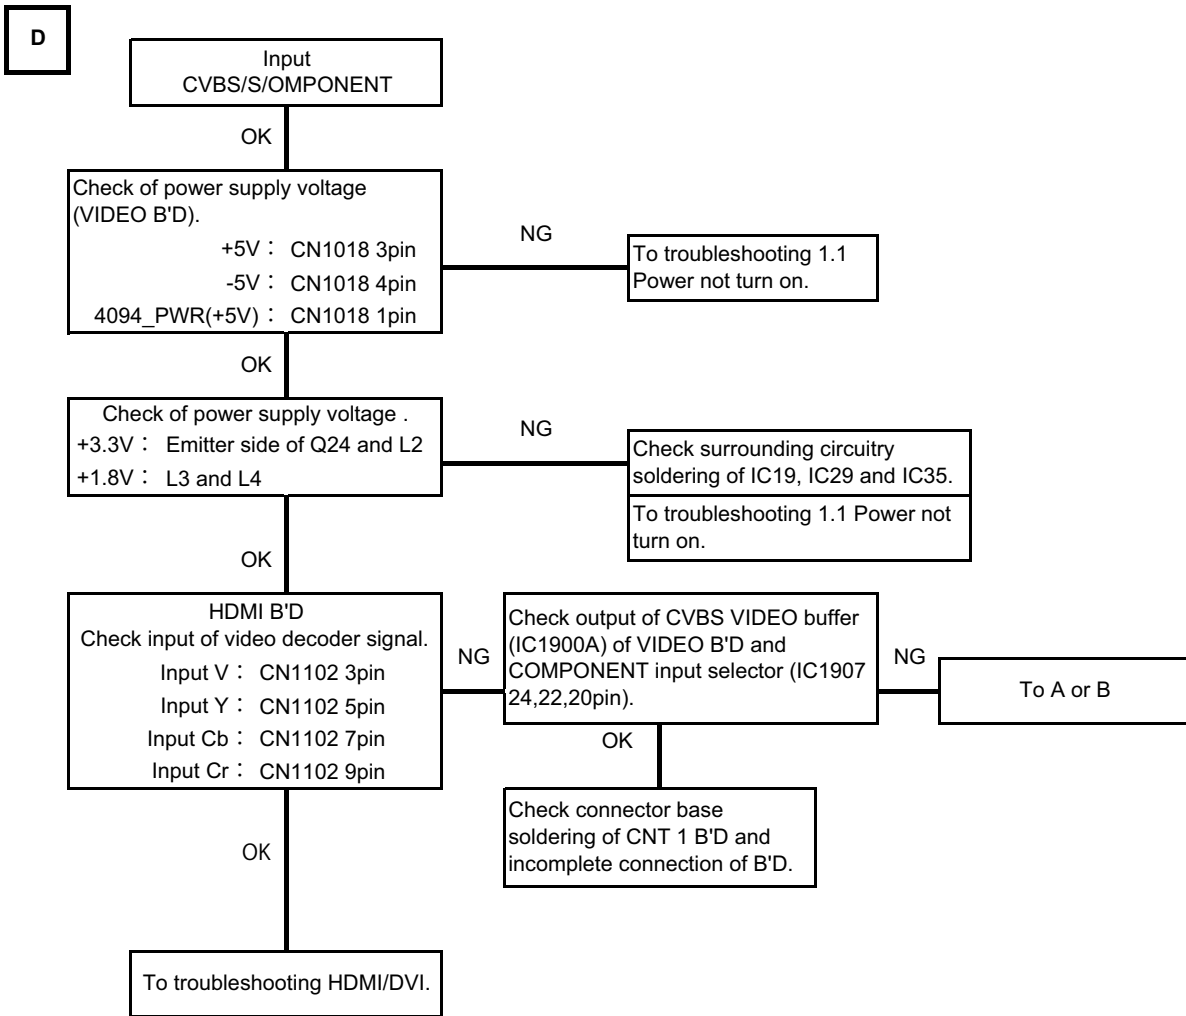 D
Input
CVBS/S/OMPONENT
OK
Check of power supply voltage
(VIDEO B'D).
+5V： CN1018 3pin
-5V： CN1018 4pin
4094_PWR(+5V)： CN1018 1pin
NG
To troubleshooting 1.1
Power not turn on.
OK
Check of power supply voltage .
+3.3V： Emitter side of Q24 and L2
+1.8V： L3 and L4
NG
Check surrounding circuitry
soldering of IC19, IC29 and IC35.
To troubleshooting 1.1 Power not
turn on.
OK
HDMI B'D
Check input of video decoder signal.
Input V： CN1102 3pin
Input Y： CN1102 5pin
Input Cb： CN1102 7pin
Input Cr： CN1102 9pin
NG
Check output of CVBS VIDEO buffer
(IC1900A) of VIDEO B'D and
COMPONENT input selector (IC1907
24,22,20pin).
NG
To A or B
OK
Check connector base
soldering of CNT 1 B'D and
incomplete connection of B'D.
OK
To troubleshooting HDMI/DVI.